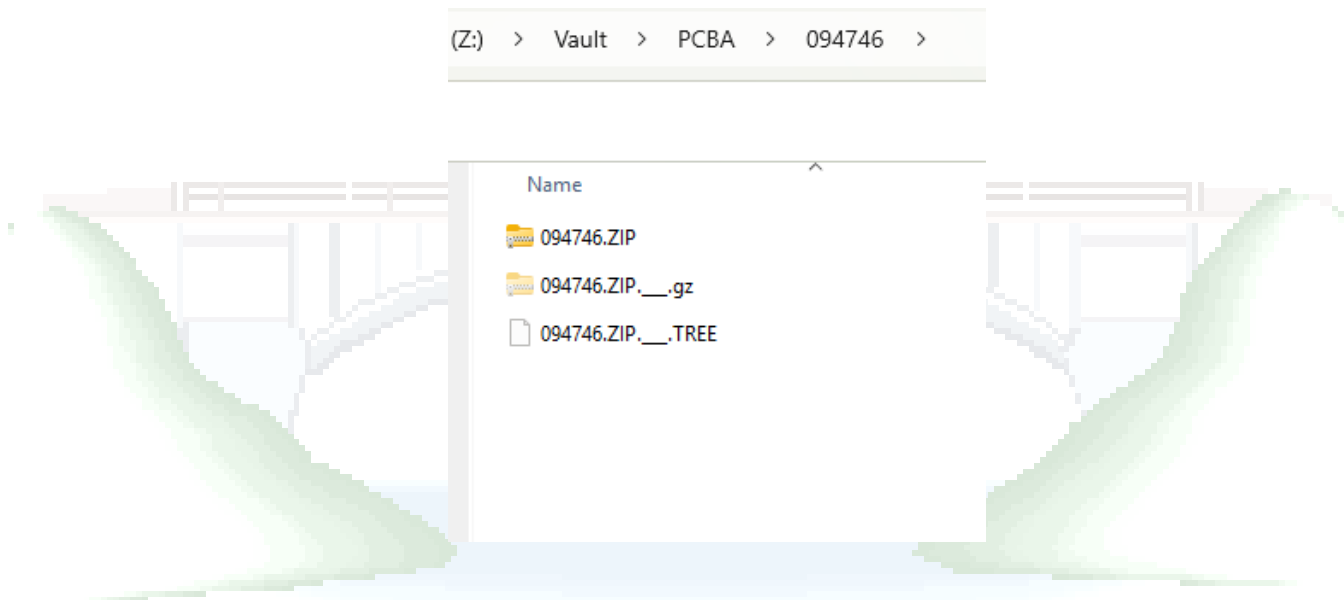 (Z:) > Vault > PCBA > 094746 >
Name
094746.ZIP
094746.ZIP.___.gz
094746.ZIP.___.TREE